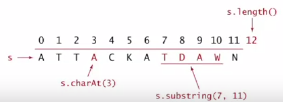 s.length()
0 1 2 3 4 5 6 7 8 9 10 11 12
s → A T T A C K A T D A W N
s.charAt(3)
s.substring(7, 11)